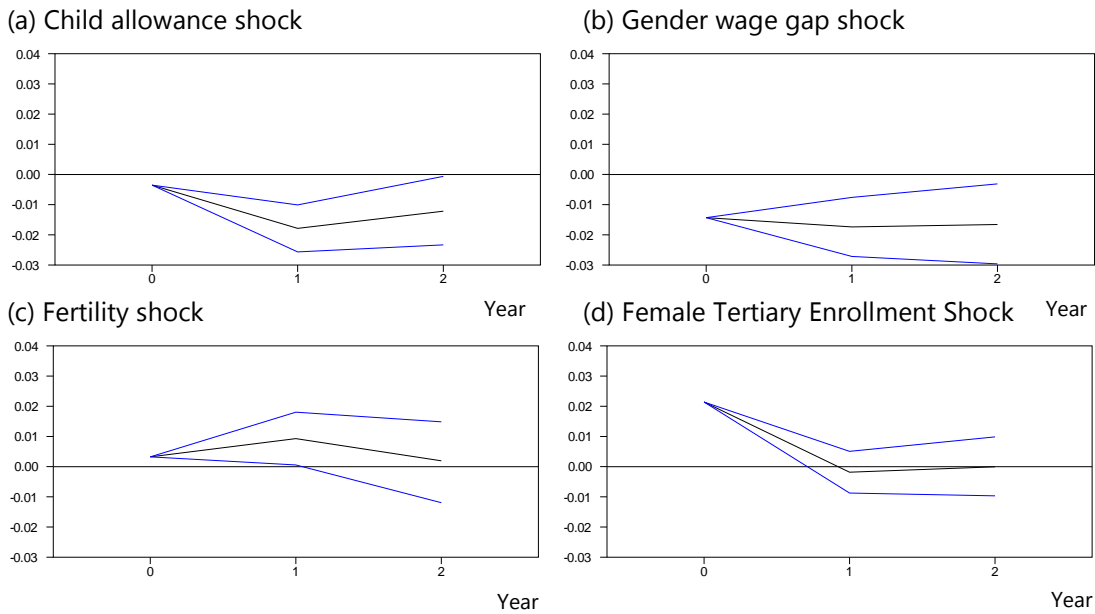 (a) Child allowance shock
0.04
0.03
0.02
0.01
0.00
-0.01
-0.02
-0.03
0 1 2
Year
(b) Gender wage gap shock
0.04
0.03
0.02
0.01
0.00
-0.01
-0.02
-0.03
0 1 2
Year
(c) Fertility shock
0.04
0.03
0.02
0.01
0.00
-0.01
-0.02
-0.03
0 1 2
Year
(d) Female Tertiary Enrollment Shock
0.04
0.03
0.02
0.01
0.00
-0.01
-0.02
-0.03
0 1 2
Year